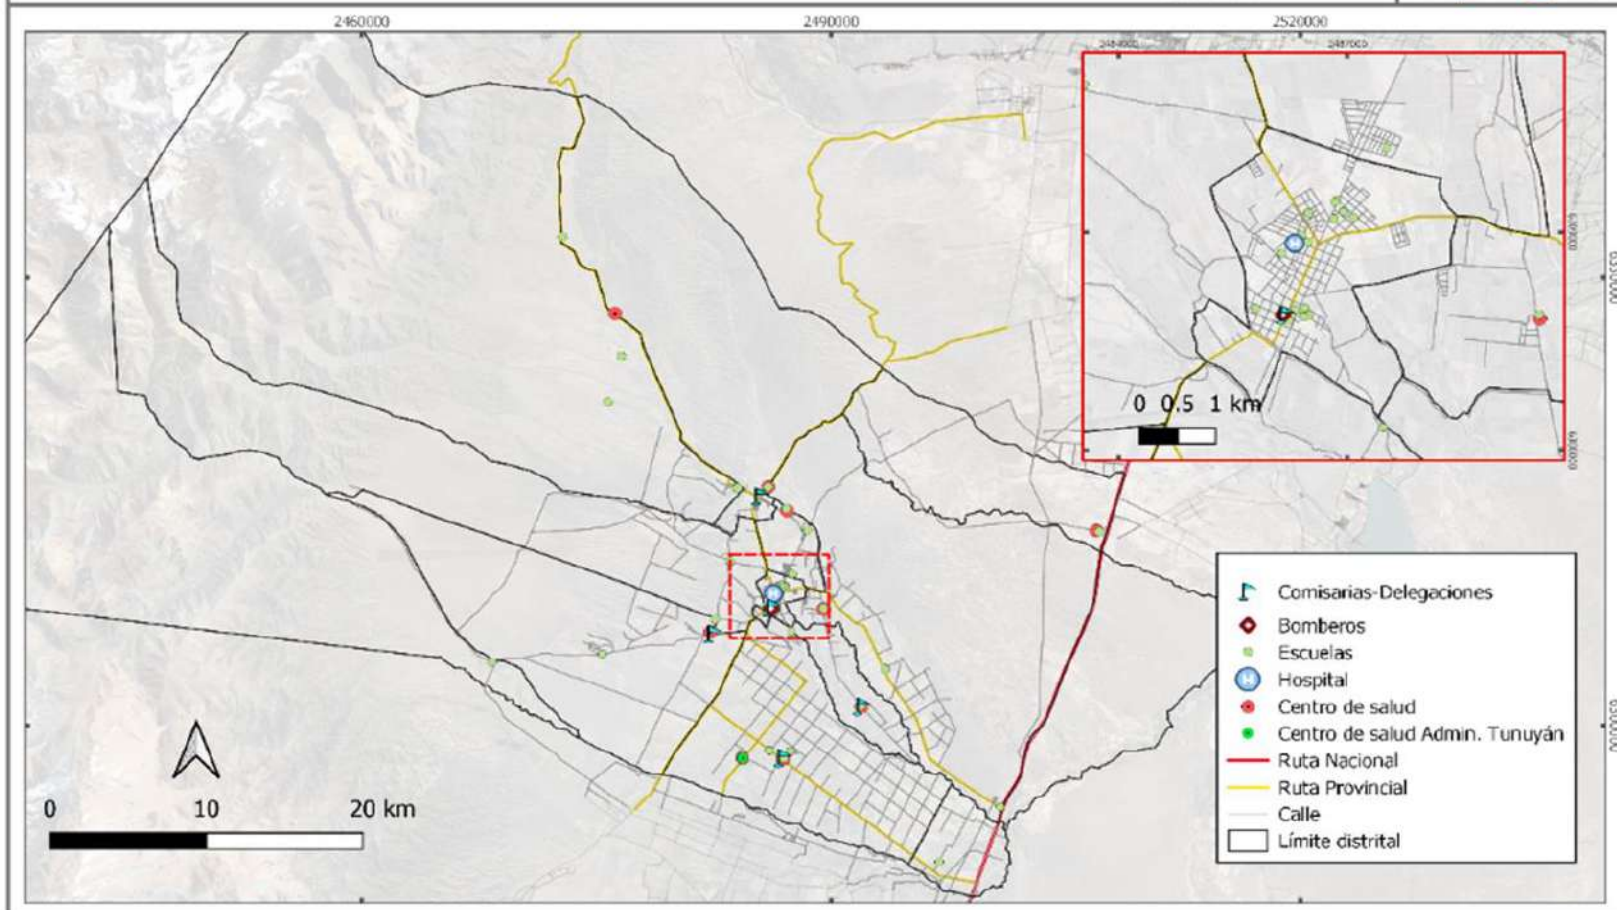 2460000
2490000
2520000
2484000
2487000
0 0.5 1 km
H
Comisarias-Delegaciones
Bomberos
Escuelas
H Hospital
Centro de salud
Centro de salud Admin. Tunuyán
Ruta Nacional
Ruta Provincial
Calle
Límite distrital
0 10 20 km